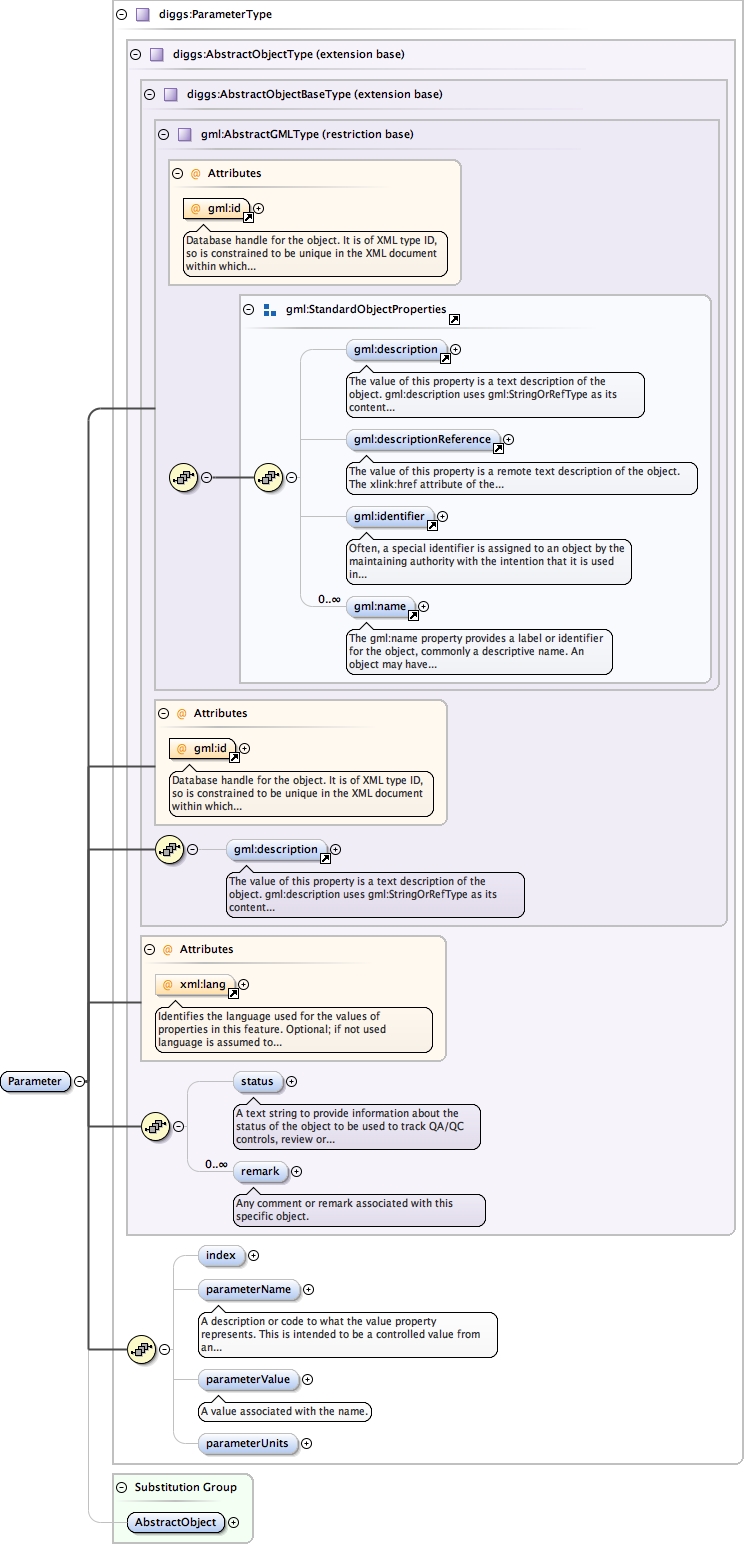 diggs:ParameterType
diggs:AbstractObjectType (extension base)
diggs:AbstractObjectBaseType (extension base)
gml:AbstractGMLType (restriction base)
@ Attributes
@ gml:id
Database handle for the object. It is of XML type ID,
so is constrained to be unique in the XML document
within which...
gml:StandardObjectProperties
gml:description
The value of this property is a text description of the
object. gml:description uses gml:StringOrRefType as its
content...
gml:descriptionReference
The value of this property is a remote text description of the object.
The xlink:href attribute of the...
gml:identifier
Often, a special identifier is assigned to an object by the
maintaining authority with the intention that it is used
in...
0..∞
gml:name
The gml:name property provides a label or identifier
for the object, commonly a descriptive name. An
object may have...
@ Attributes
@ gml:id
Database handle for the object. It is of XML type ID,
so is constrained to be unique in the XML document
within which...
gml:description
The value of this property is a text description of the
object. gml:description uses gml:StringOrRefType as its
content...
@ Attributes
@ xml:lang
Identifies the language used for the values of
properties in this feature. Optional; if not used
language is assumed to...
Parameter
status
A text string to provide information about the
status of the object to be used to track QA/QC
controls, review or...
0..∞
remark
Any comment or remark associated with this
specific object.
index
parameterName
A description or code to what the value property
represents. This is intended to be a controlled value from
an...
parameterValue
A value associated with the name.
parameterUnits
Substitution Group
AbstractObject